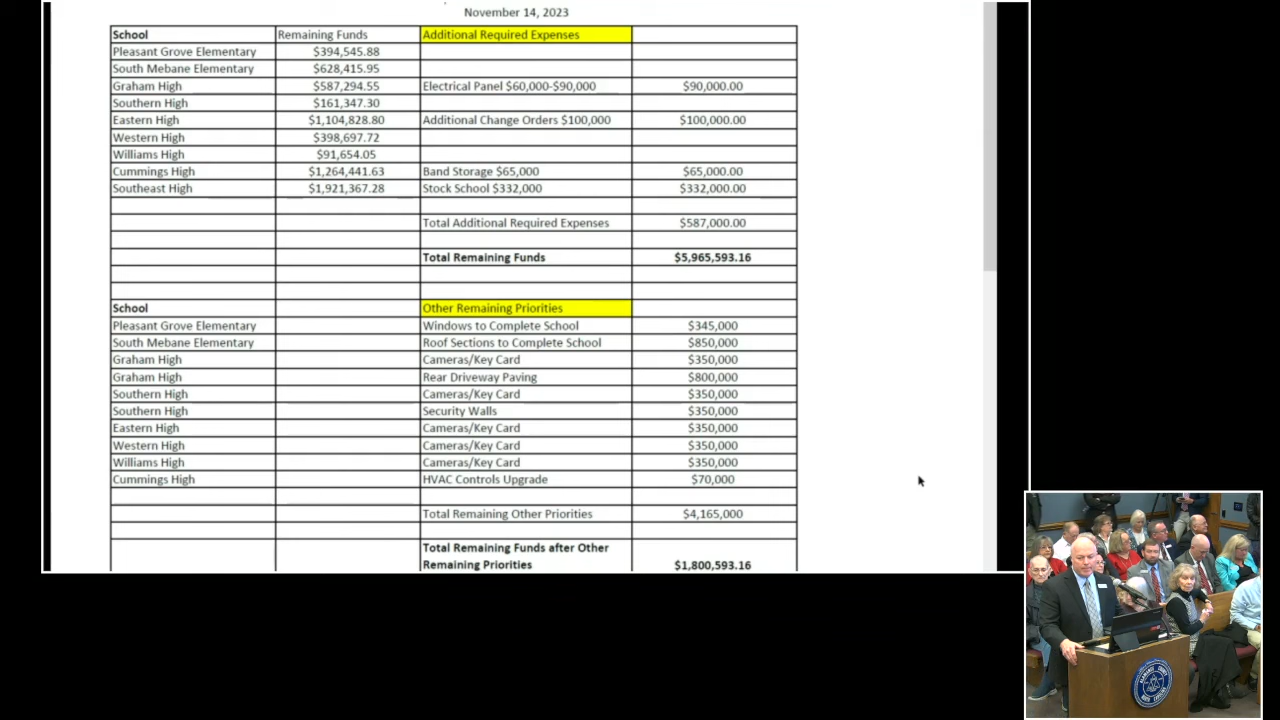 November 14, 2023
School Remaining Funds Additional Required Expenses
Pleasant Grove Elementary $394,545.88
South Mebane Elementary $628,415.95
Graham High $587,294.55 Electrical Panel $60,000-$90,000 $90,000.00
Southern High $161,347.30
Eastern High $1,104,828.80 Additional Change Orders $100,000 $100,000.00
Western High $398,697.72
Williams High $91,654.05
Cummings High $1,264,441.63 Band Storage $65,000 $65,000.00
Southeast High $1,921,367.28 Stock School $332,000 $332,000.00
Total Additional Required Expenses $587,000.00
Total Remaining Funds $5,965,593.16
School Other Remaining Priorities
Pleasant Grove Elementary Windows to Complete School $345,000
South Mebane Elementary Roof Sections to Complete School $850,000
Graham High Cameras/Key Card $350,000
Graham High Rear Driveway Paving $800,000
Southern High Cameras/Key Card $350,000
Southern High Security Walls $350,000
Eastern High Cameras/Key Card $350,000
Western High Cameras/Key Card $350,000
Williams High Cameras/Key Card $350,000
Cummings High HVAC Controls Upgrade $70,000
Total Remaining Other Priorities $4,165,000
Total Remaining Funds after Other
Remaining Priorities $1,800,593.16